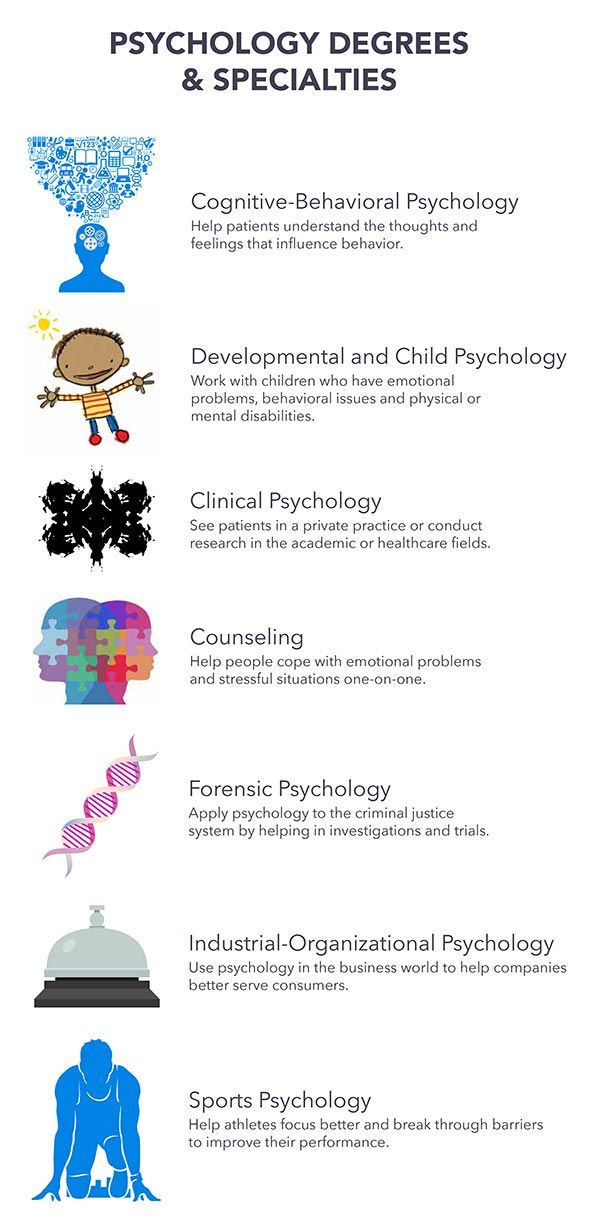 PSYCHOLOGY DEGREES
& SPECIALTIES
√123
H₂O
ABC
Cognitive-Behavioral Psychology
Help patients understand the thoughts and
feelings that influence behavior.
Developmental and Child Psychology
Work with children who have emotional
problems, behavioral issues and physical or
mental disabilities.
Clinical Psychology
See patients in a private practice or conduct
research in the academic or healthcare fields.
Counseling
Help people cope with emotional problems
and stressful situations one-on-one.
Forensic Psychology
Apply psychology to the criminal justice
system by helping in investigations and trials.
Industrial-Organizational Psychology
Use psychology in the business world to help companies
better serve consumers.
Sports Psychology
Help athletes focus better and break through barriers
to improve their performance.